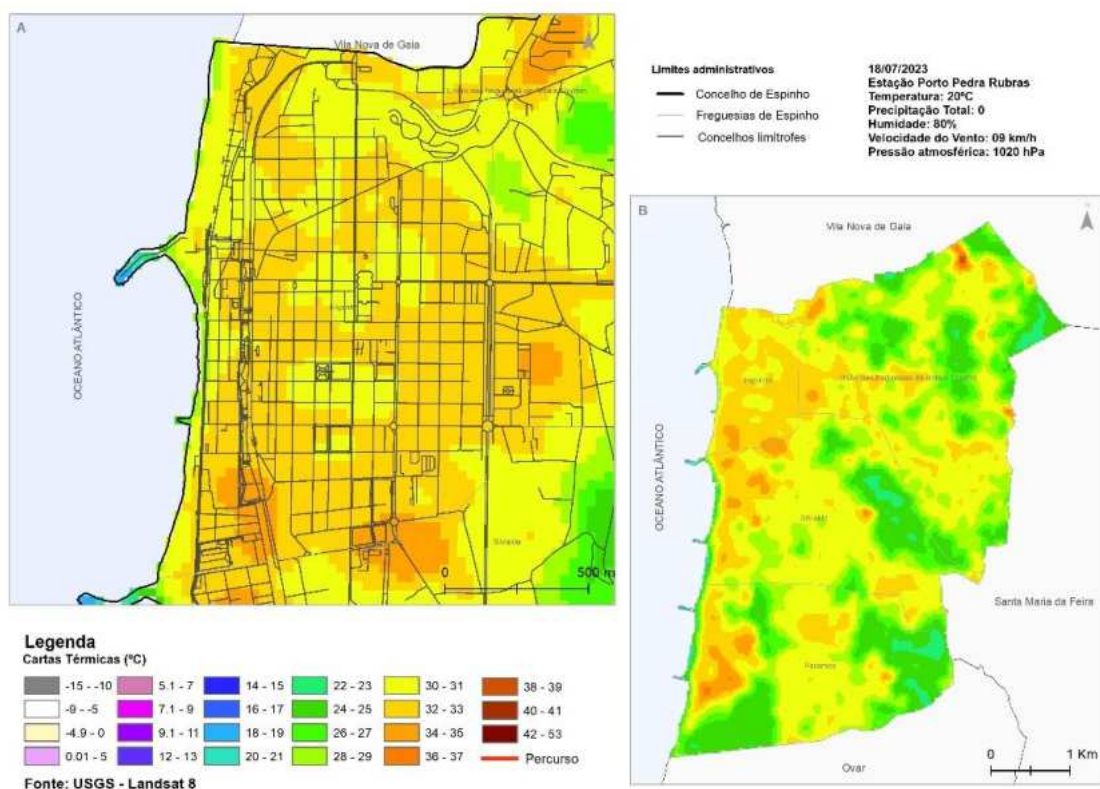 A
Vila Nova de Gaia
OCEANO ATLÂNTICO
Silvalde
0 500 m
Limites administrativos
Concelho de Espinho
Freguesias de Espinho
Concelhos limítrofes
18/07/2023
Estação Porto Pedra Rubras
Temperatura: 20ºC
Precipitação Total: 0
Humidade: 80%
Velocidade do Vento: 09 km/h
Pressão atmosférica: 1020 hPa
B
Vila Nova de Gaia
OCEANO ATLÂNTICO
Espinho
Silvalde
Paramos
Santa Maria da Feira
Ovar
0 1 Km
Legenda
Cartas Térmicas (ºC)
-15 - -10 5.1 - 7 14 - 15 22 - 23 30 - 31 38 - 39
-9 - -5 7.1 - 9 16 - 17 24 - 25 32 - 33 40 - 41
-4.9 - 0 9.1 - 11 18 - 19 26 - 27 34 - 35 42 - 53
0.01 - 5 12 - 13 20 - 21 28 - 29 36 - 37 Percurso
Fonte: USGS - Landsat 8